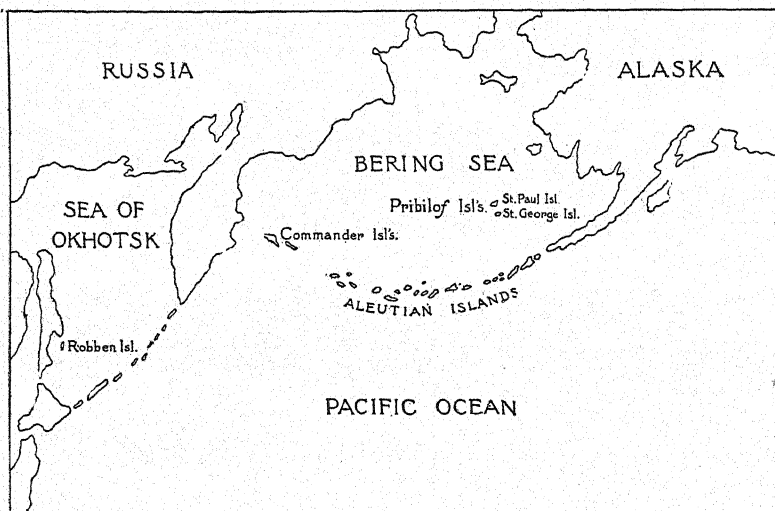 RUSSIA
ALASKA
BERING SEA
Pribilof Isl's.
St. Paul Isl.
St. George Isl.
SEA OF
OKHOTSK
Commander Isl's.
ALEUTIAN ISLANDS
Robben Isl.
PACIFIC OCEAN